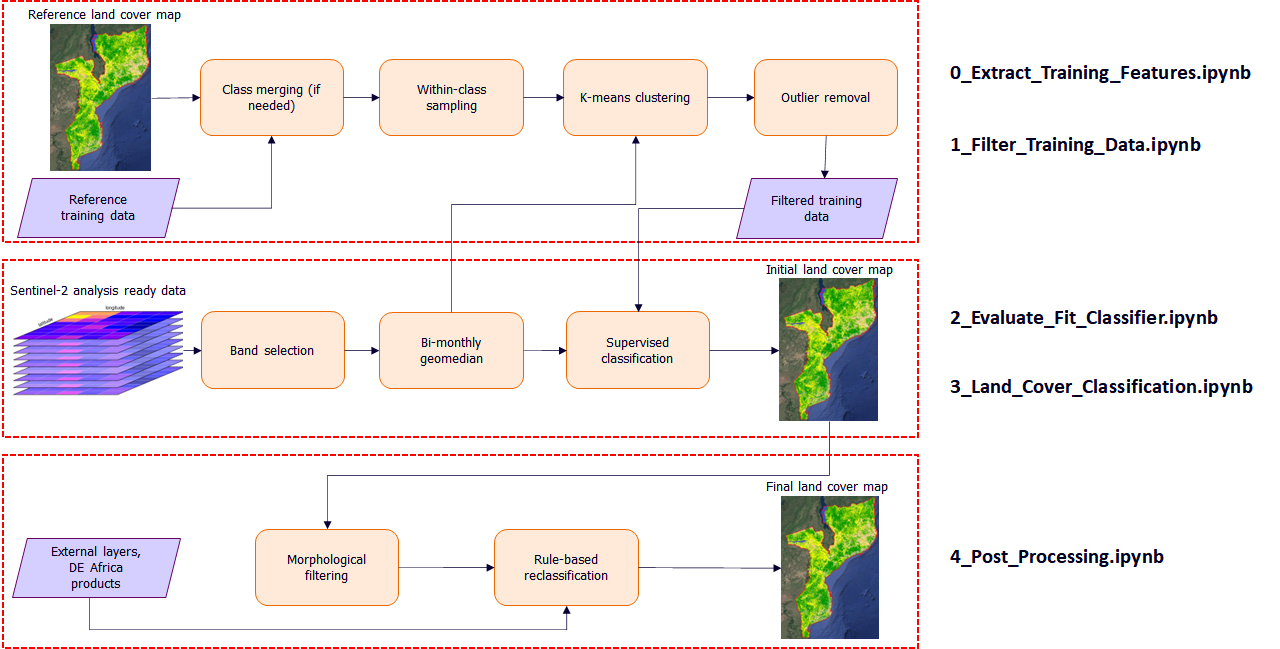 Reference land cover map
Class merging (if
needed)
Within-class
sampling
K-means clustering
Outlier removal
Reference
training data
Filtered training
data
0_Extract_Training_Features.ipynb
1_Filter_Training_Data.ipynb
Sentinel-2 analysis ready data
longitude
latitude
Band selection
Bi-monthly
geomedian
Supervised
classification
Initial land cover map
2_Evaluate_Fit_Classifier.ipynb
3_Land_Cover_Classification.ipynb
External layers,
DE Africa
products
Morphological
filtering
Rule-based
reclassification
Final land cover map
4_Post_Processing.ipynb